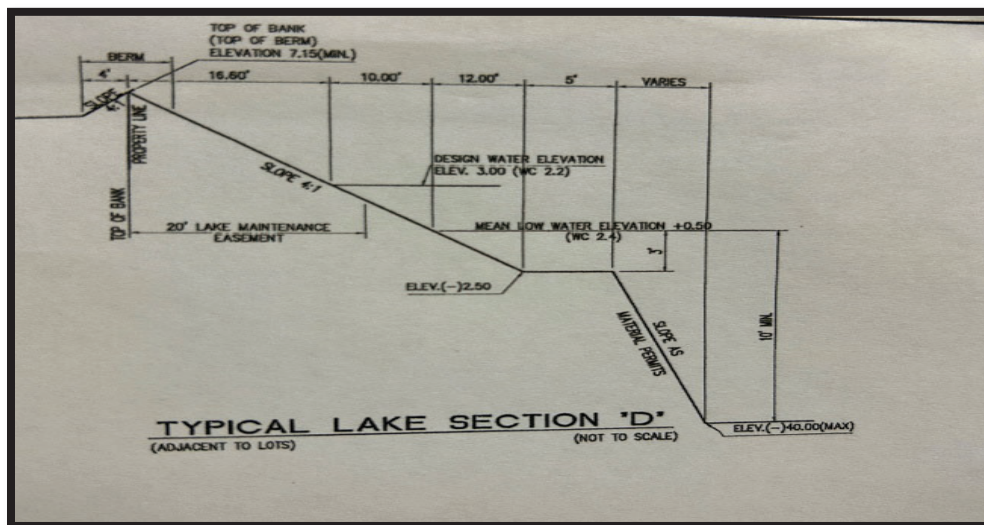 TOP OF BANK
(TOP OF BERM)
ELEVATION 7.15(MIN.)
BERM
4'
16.60'
10.00'
12.00'
5'
VARIES
SLOPE
4:1
PROPERTY LINE
TOP OF BANK
SLOPE 4:1
DESIGN WATER ELEVATION
ELEV. 3.00 (WC 2.2)
20' LAKE MAINTENANCE
EASEMENT
MEAN LOW WATER ELEVATION +0.50
(WC 2.4)
3'
ELEV.(-)2.50
SLOPE AS
MATERIAL PERMITS
10' MIN.
ELEV.(-)40.00(MAX)
TYPICAL LAKE SECTION "D"
(ADJACENT TO LOTS)
(NOT TO SCALE)